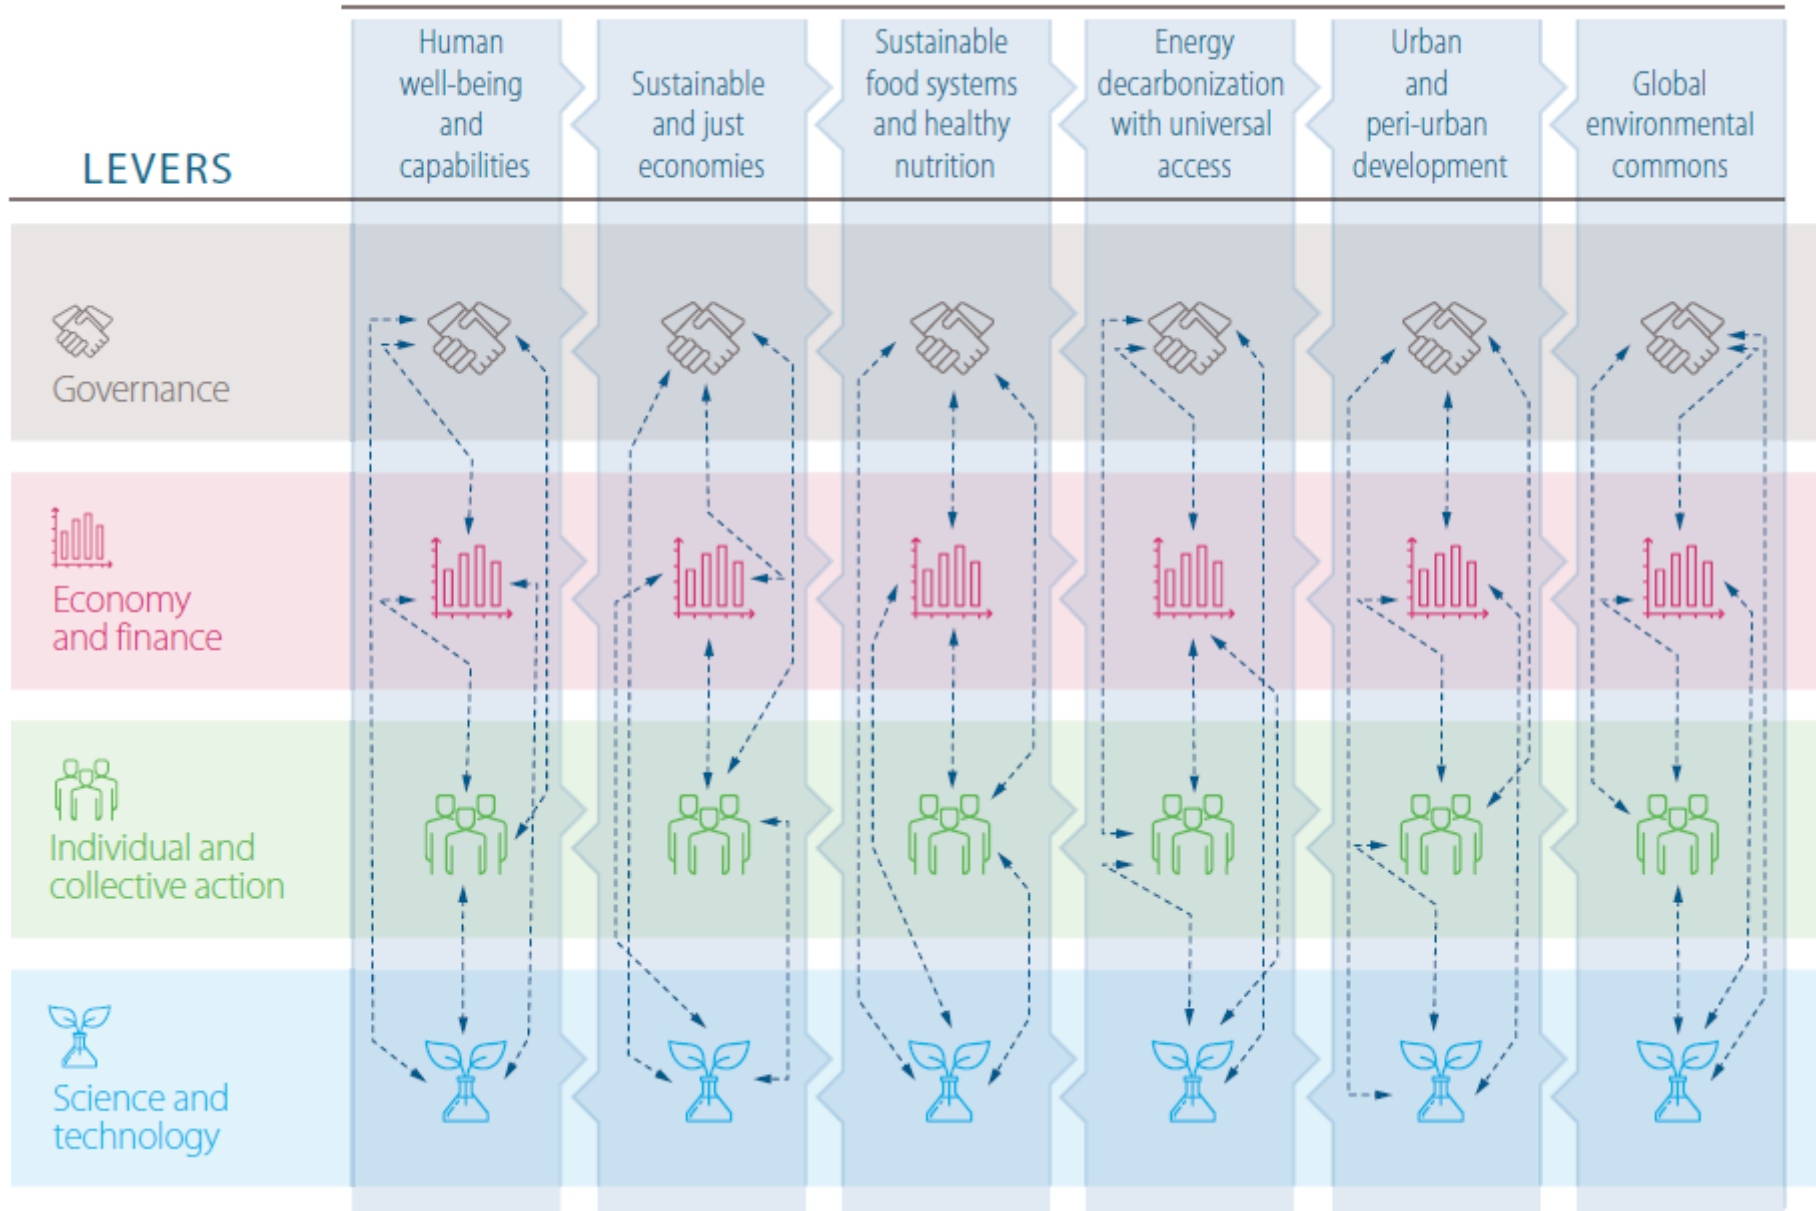 Human
well-being
and
capabilities
Sustainable
and just
economies
Sustainable
food systems
and healthy
nutrition
Energy
decarbonization
with universal
access
Urban
and
peri-urban
development
Global
environmental
commons
LEVERS
Governance
Economy
and finance
Individual and
collective action
Science and
technology